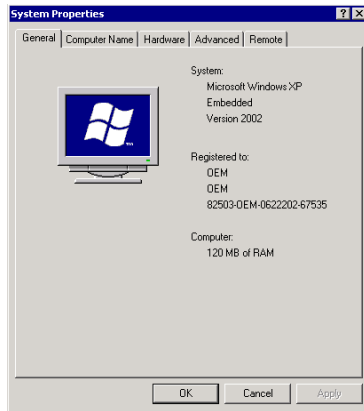 System Properties
General Computer Name Hardware Advanced Remote
System:
Microsoft Windows XP
Embedded
Version 2002
Registered to:
OEM
OEM
82503-OEM-0622202-67535
Computer:
120 MB of RAM
OK Cancel Apply